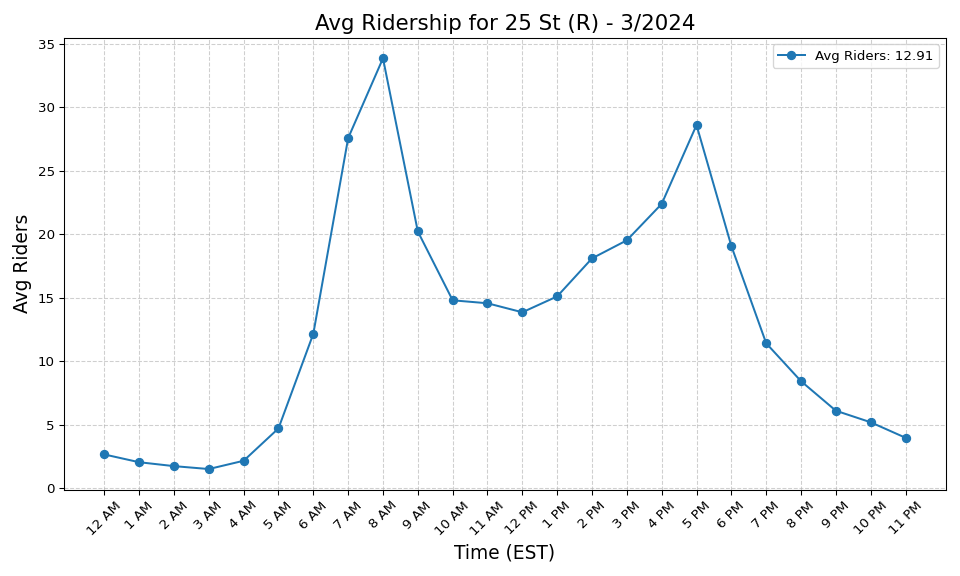 Avg Ridership for 25 St (R) - 3/2024
Avg Riders: 12.91
Avg Riders
35
30
25
20
15
10
5
0
12 AM
1 AM
2 AM
3 AM
4 AM
5 AM
6 AM
7 AM
8 AM
9 AM
10 AM
11 AM
12 PM
1 PM
2 PM
3 PM
4 PM
5 PM
6 PM
7 PM
8 PM
9 PM
10 PM
11 PM
Time (EST)